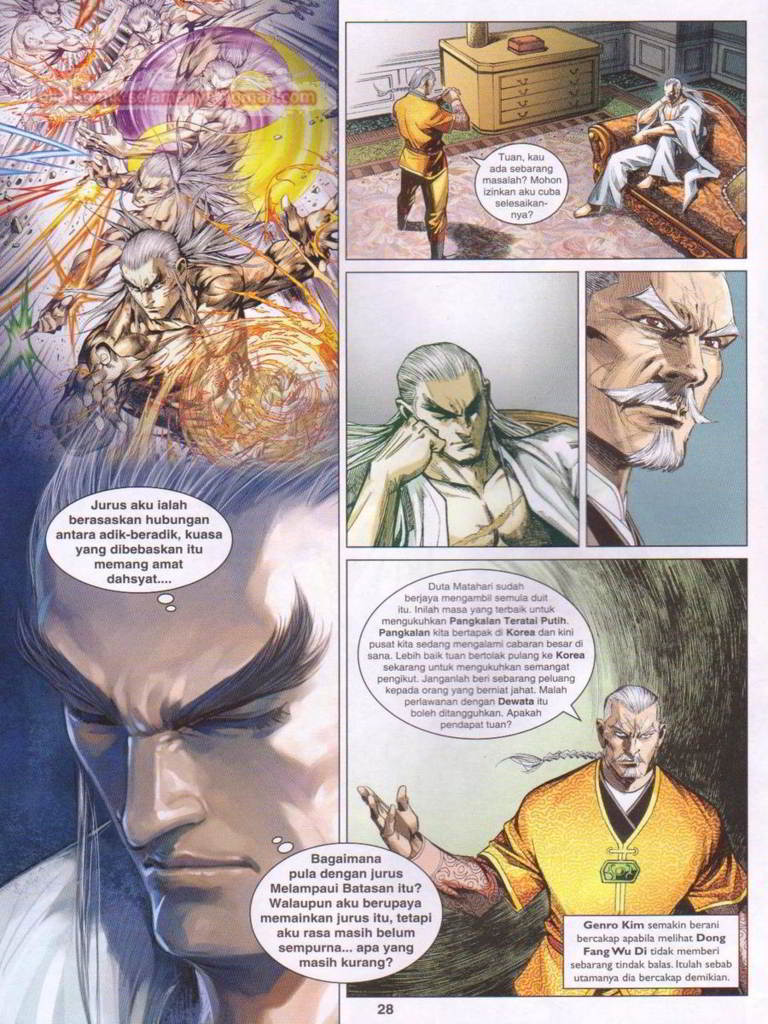 Jurus aku ialah
berasaskan hubungan
antara adik-beradik, kuasa
yang dibebaskan itu
memang amat
dahsyat....
Bagaimana
pula dengan jurus
Melampaui Batasan itu?
Walaupun aku berupaya
memainkan jurus itu, tetapi
aku rasa masih belum
sempurna... apa yang
masih kurang?
Tuan, kau
ada sebarang
masalah? Mohon
izinkan aku cuba
selesaikan-
nya?
Duta Matahari sudah
berjaya mengambil semula duit
itu. Inilah masa yang terbaik untuk
mengukuhkan Pangkalan Teratai Putih.
Pangkalan kita bertapak di Korea dan kini
pusat kita sedang mengalami cabaran besar di
sana. Lebih baik tuan bertolak pulang ke Korea
sekarang untuk mengukuhkan semangat
pengikut. Janganlah beri sebarang peluang
kepada orang yang berniat jahat. Malah
perlawanan dengan Dewata itu
boleh ditangguhkan. Apakah
pendapat tuan?
Genro Kim semakin berani
bercakap apabila melihat Dong
Fang Wu Di tidak memberi
sebarang tindak balas. Itulah sebab
utamanya dia bercakap demikian.
28